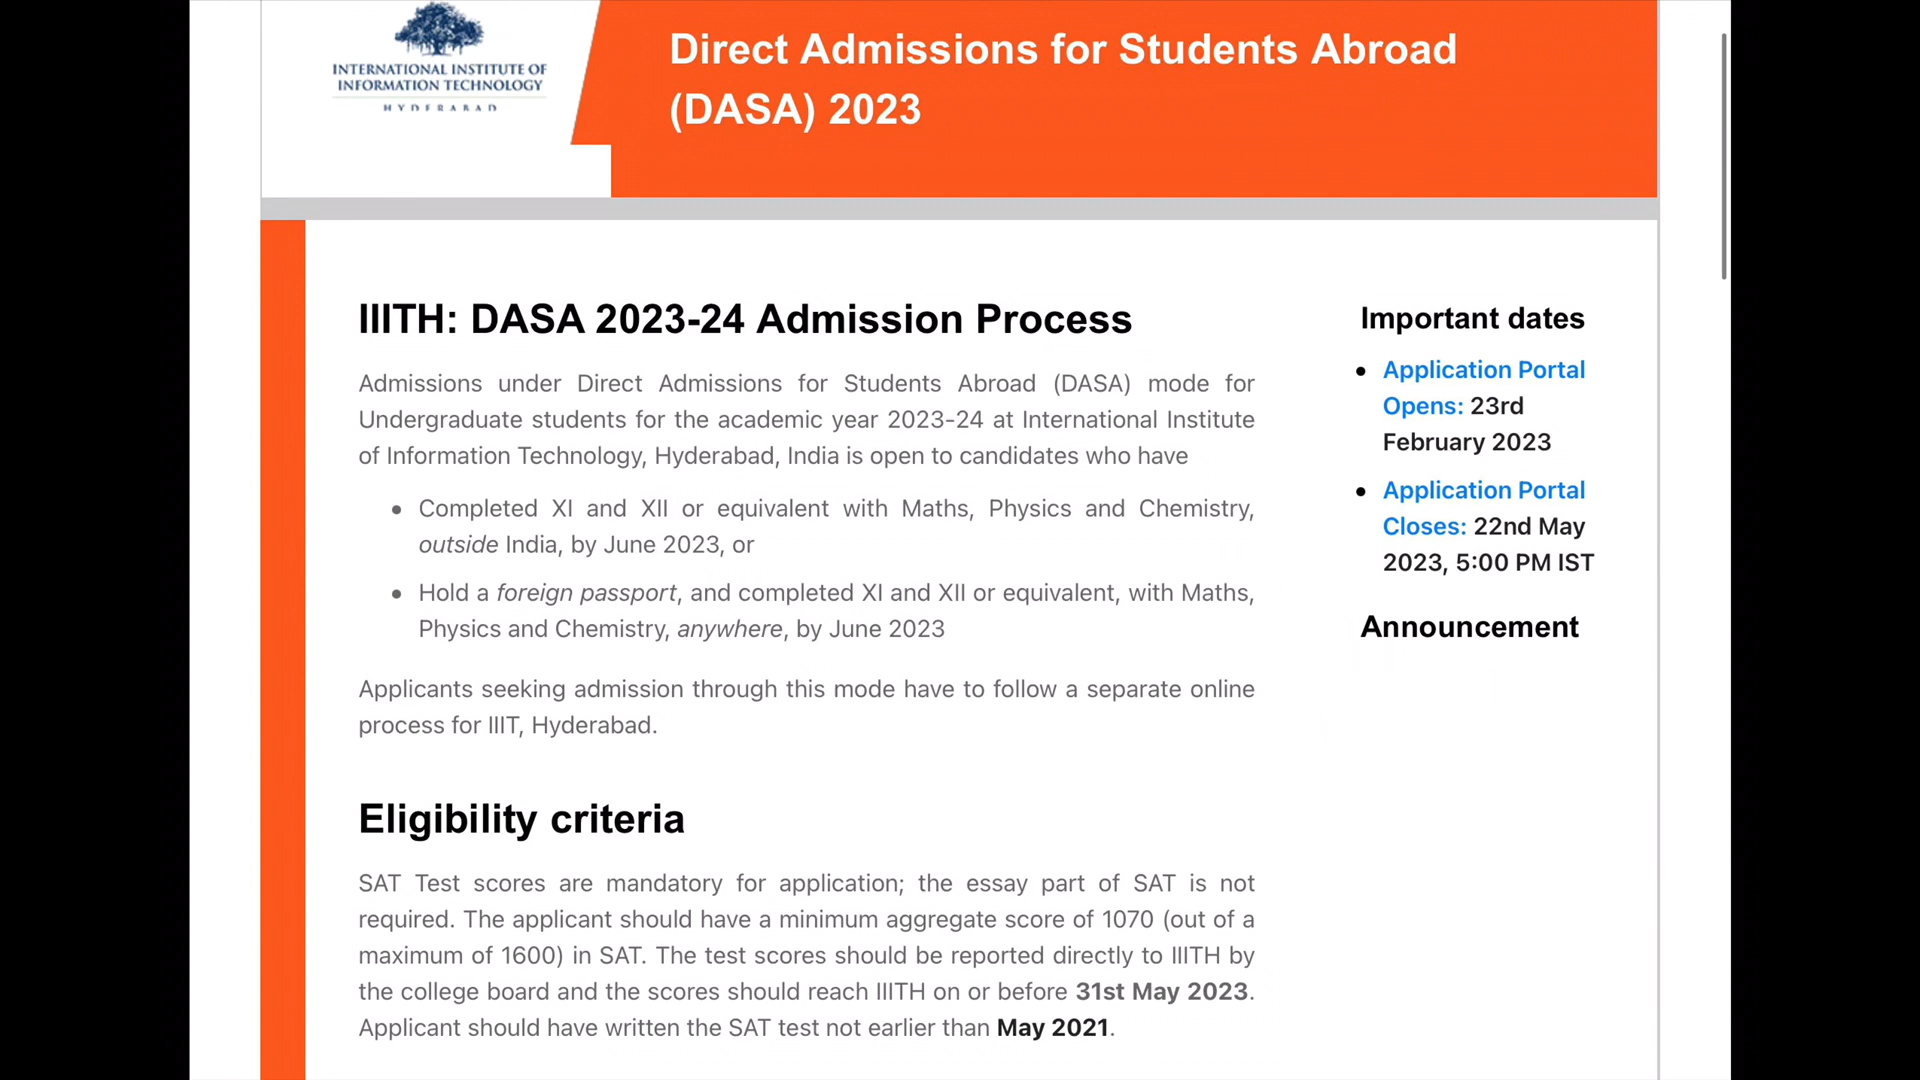 INTERNATIONAL INSTITUTE OF
INFORMATION TECHNOLOGY
HYDERABAD
Direct Admissions for Students Abroad
(DASA) 2023
IIITH: DASA 2023-24 Admission Process
Admissions under Direct Admissions for Students Abroad (DASA) mode for
Undergraduate students for the academic year 2023-24 at International Institute
of Information Technology, Hyderabad, India is open to candidates who have
• Completed XI and XII or equivalent with Maths, Physics and Chemistry,
outside India, by June 2023, or
• Hold a foreign passport, and completed XI and XII or equivalent, with Maths,
Physics and Chemistry, anywhere, by June 2023
Applicants seeking admission through this mode have to follow a separate online
process for IIIT, Hyderabad.
Eligibility criteria
SAT Test scores are mandatory for application; the essay part of SAT is not
required. The applicant should have a minimum aggregate score of 1070 (out of a
maximum of 1600) in SAT. The test scores should be reported directly to IIITH by
the college board and the scores should reach IIITH on or before 31st May 2023.
Applicant should have written the SAT test not earlier than May 2021.
Important dates
• Application Portal
Opens: 23rd
February 2023
• Application Portal
Closes: 22nd May
2023, 5:00 PM IST
Announcement